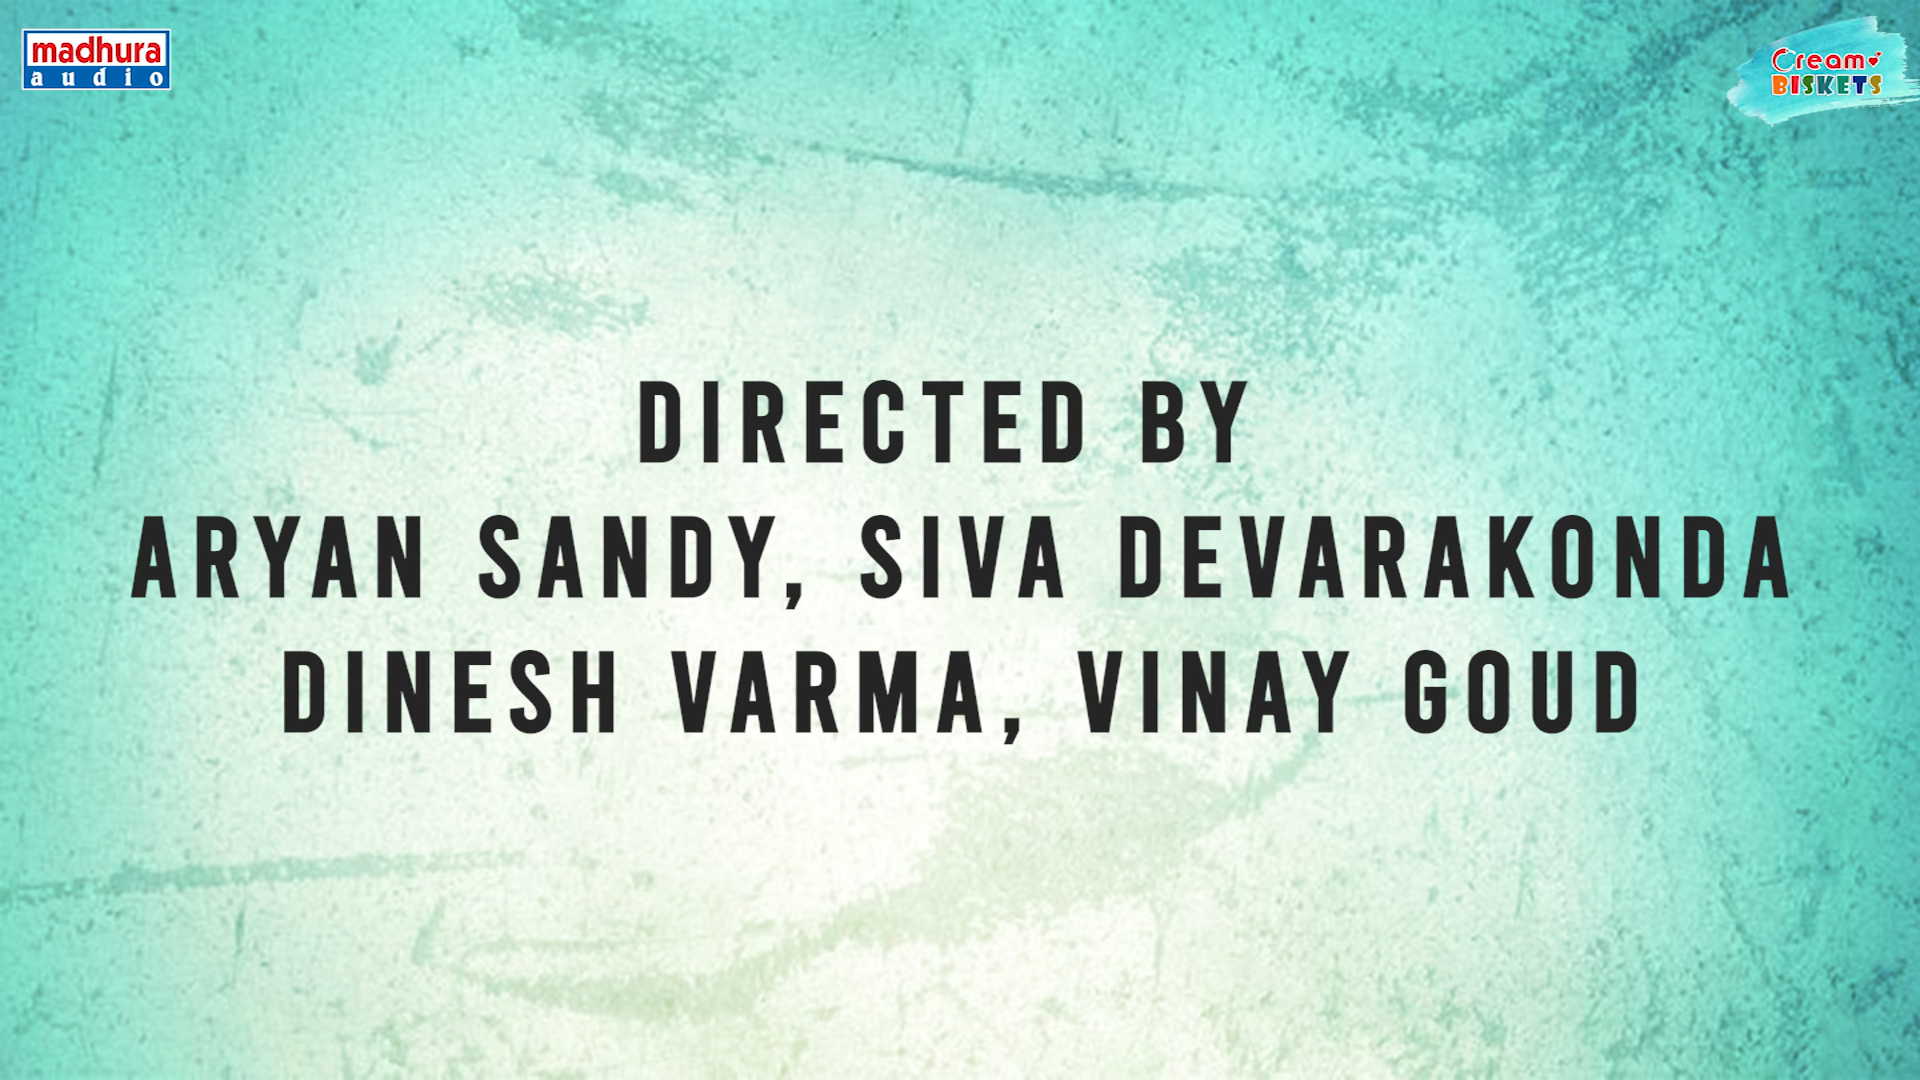 madhura
audio
Cream
BISKETS
DIRECTED BY
ARYAN SANDY, SIVA DEVARAKONDA
DINESH VARMA, VINAY GOUD